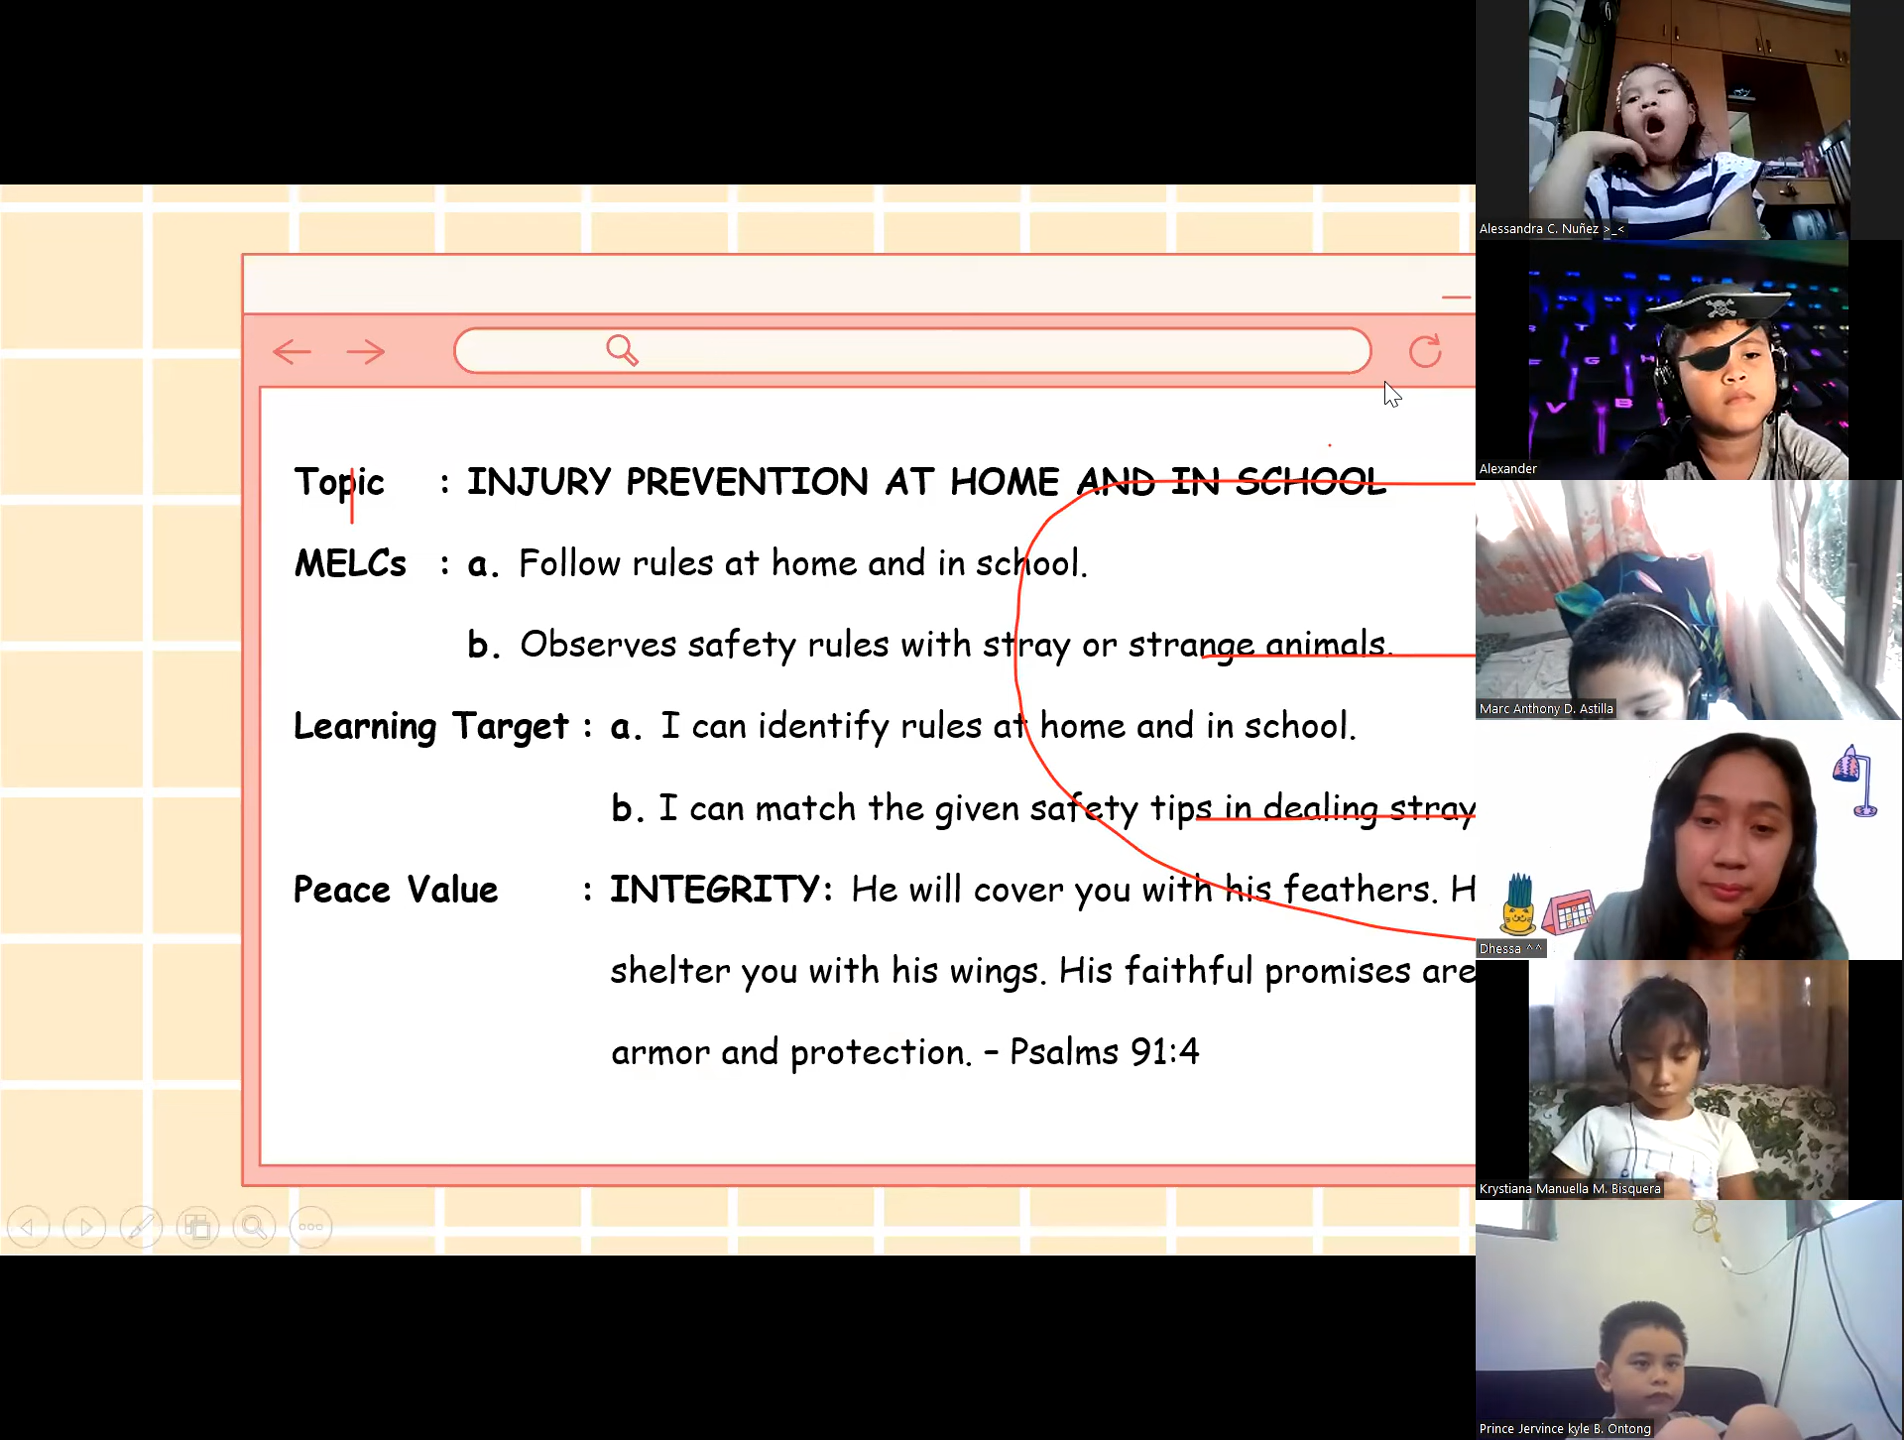 Topic : INJURY PREVENTION AT HOME AND IN SCHOOL
MELCs : a. Follow rules at home and in school.
b. Observes safety rules with stray or strange animals.
Learning Target : a. I can identify rules at home and in school.
b. I can match the given safety tips in dealing stray
Peace Value : INTEGRITY: He will cover you with his feathers. H
shelter you with his wings. His faithful promises are
armor and protection. – Psalms 91:4
Alessandra C. Nuñez >_<
Alexander
Marc Anthony D. Astilla
Dhessa ^^
Krystiana Manuella M. Bisquera
Prince Jervince kyle B. Ontong